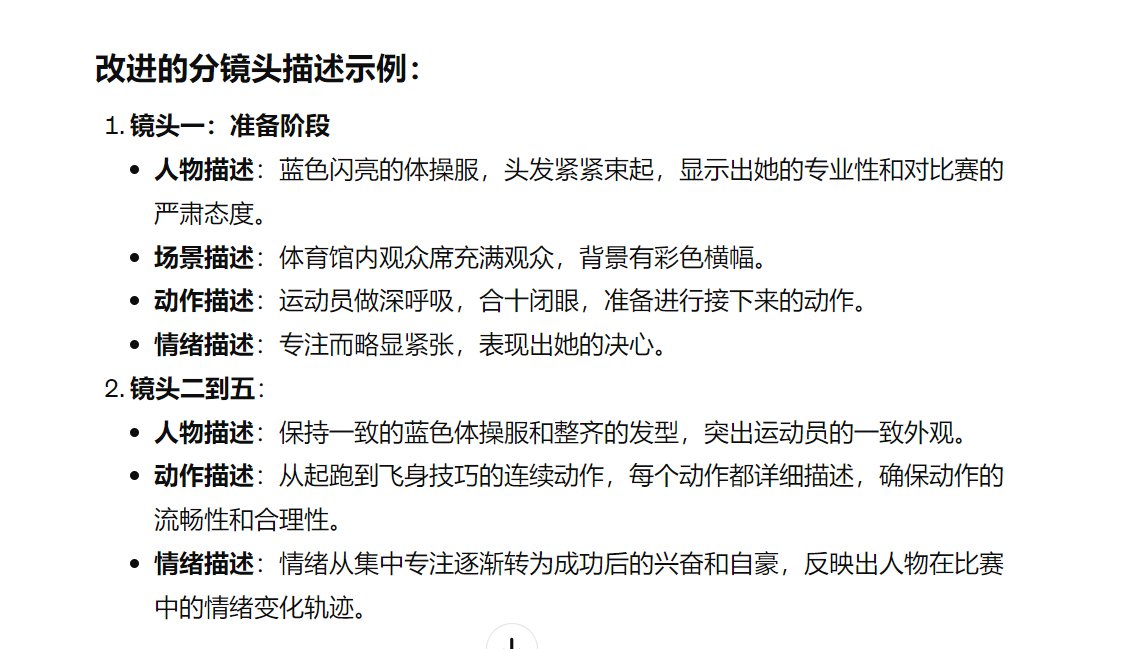 改进的分镜头描述示例：
1. 镜头一：准备阶段
• 人物描述：蓝色闪亮的体操服，头发紧紧束起，显示出她的专业性和对比赛的
严肃态度。
• 场景描述：体育馆内观众席充满观众，背景有彩色横幅。
• 动作描述：运动员做深呼吸，合十闭眼，准备进行接下来的动作。
• 情绪描述：专注而略显紧张，表现出她的决心。
2. 镜头二到五：
• 人物描述：保持一致的蓝色体操服和整齐的发型，突出运动员的一致外观。
• 动作描述：从起跑到飞身技巧的连续动作，每个动作都详细描述，确保动作的
流畅性和合理性。
• 情绪描述：情绪从集中专注逐渐转为成功后的兴奋和自豪，反映出人物在比赛
中的情绪变化轨迹。